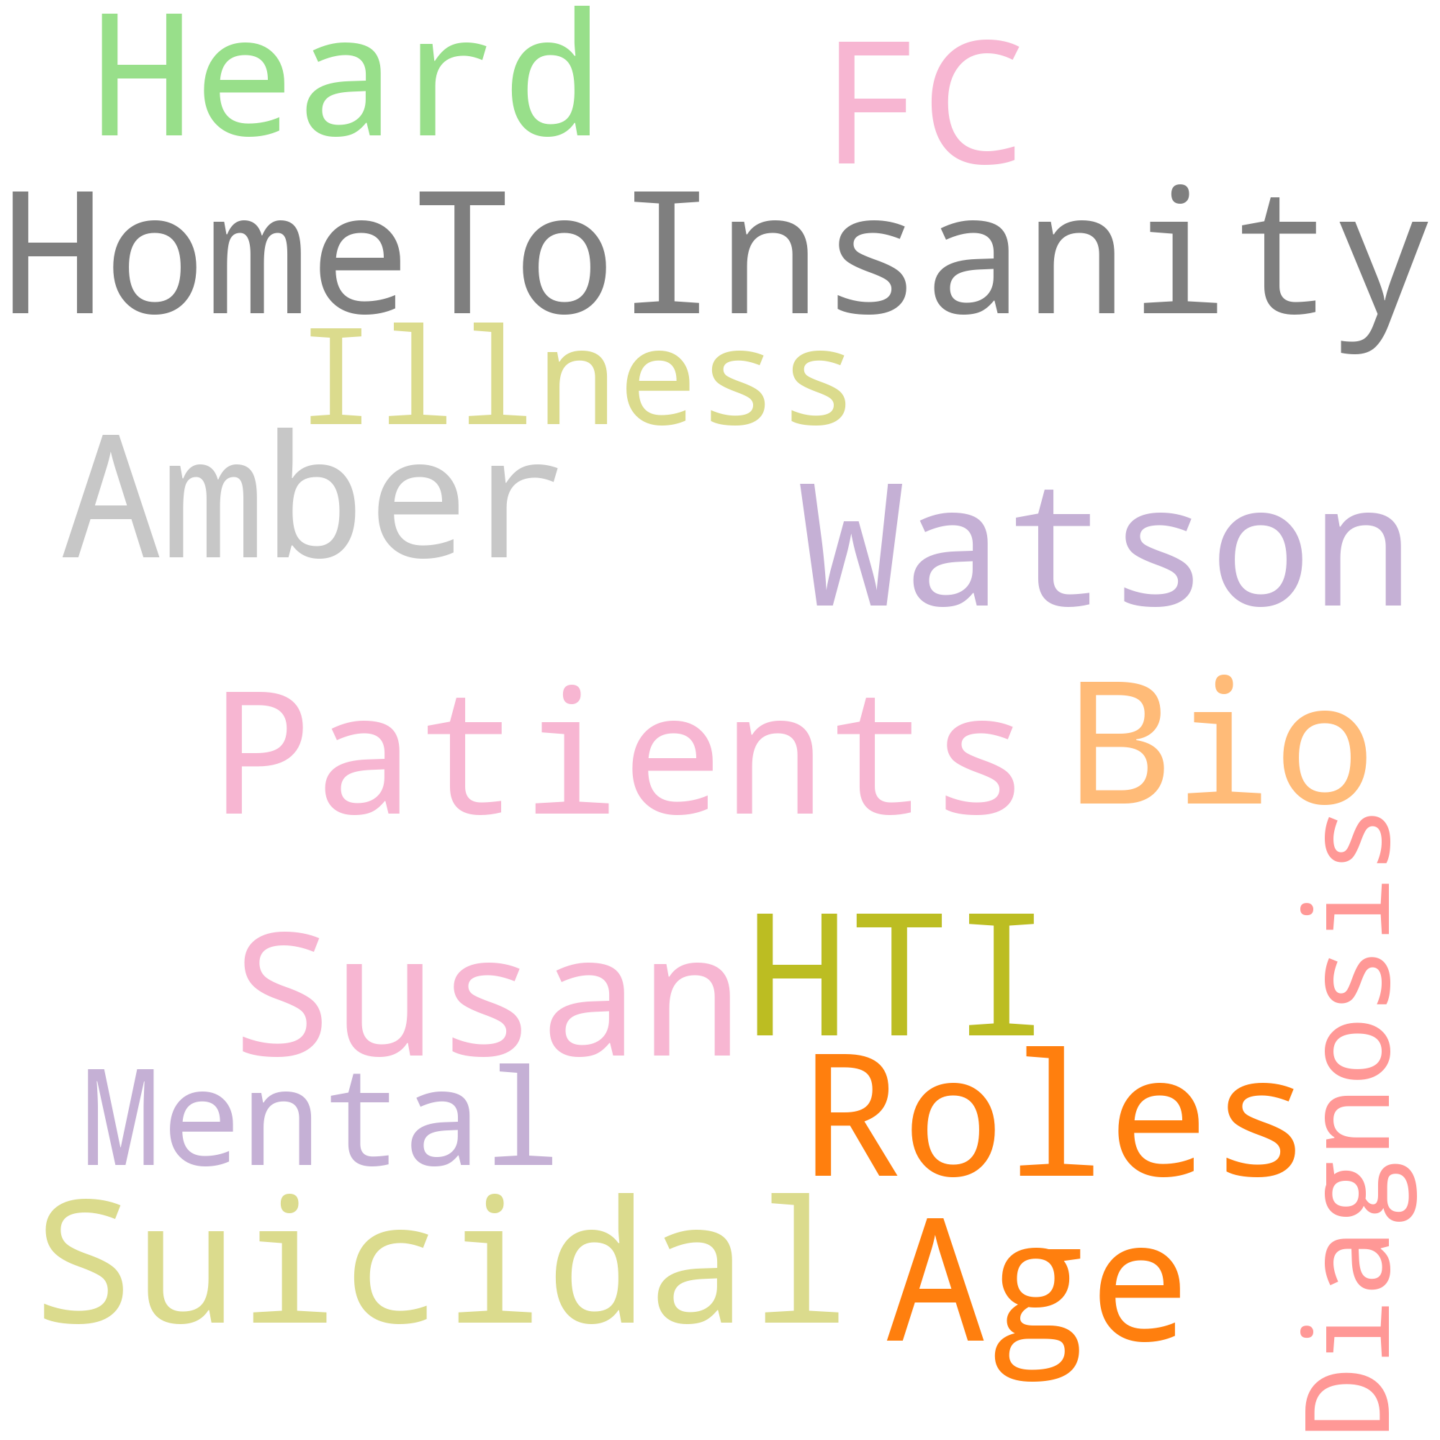 Heard
FC
HomeToInsanity
Illness
Amber
Watson
Patients
Bio
Diagnosis
Susan
HTI
Roles
Mental
Suicidal
Age